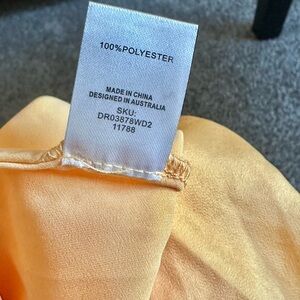 100%POLYESTER
MADE IN CHINA
DESIGNED IN AUSTRALIA
SKU:
DR03878WD2
11788